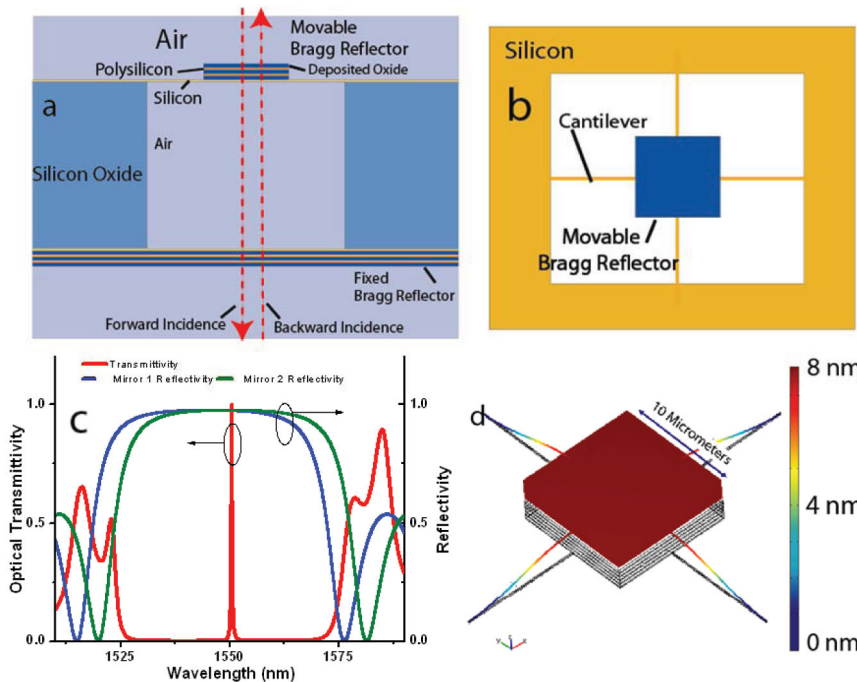 Air
Movable
Bragg Reflector
Polysilicon
Deposited Oxide
Silicon
a
Air
Silicon Oxide
Fixed
Bragg Reflector
Forward Incidence
Backward Incidence
Silicon
b
Cantilever
Movable
Bragg Reflector
Transmittivity
Mirror 1 Reflectivity
Mirror 2 Reflectivity
c
1.0
0.5
0.0
1.0
0.5
0.0
Optical Transmittivity
Reflectivity
1525
1550
1575
Wavelength (nm)
d
10 Micrometers
8 nm
4 nm
0 nm
y
z
x